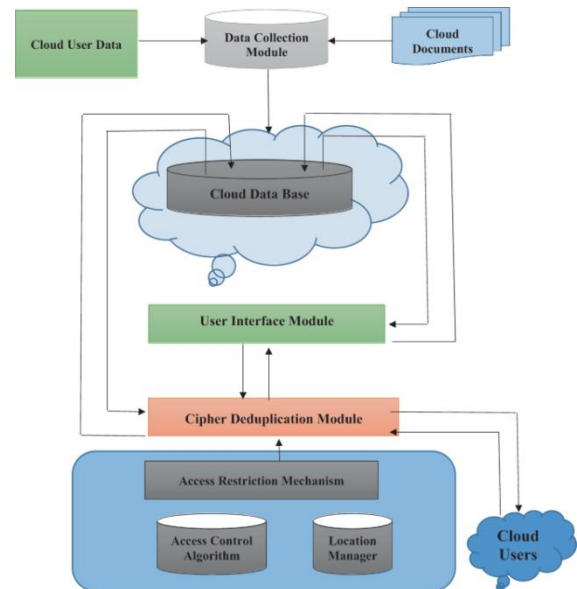 Cloud User Data
Data Collection
Module
Cloud
Documents
Cloud Data Base
User Interface Module
Cipher Deduplication Module
Access Restriction Mechanism
Access Control
Algorithm
Location
Manager
Cloud
Users